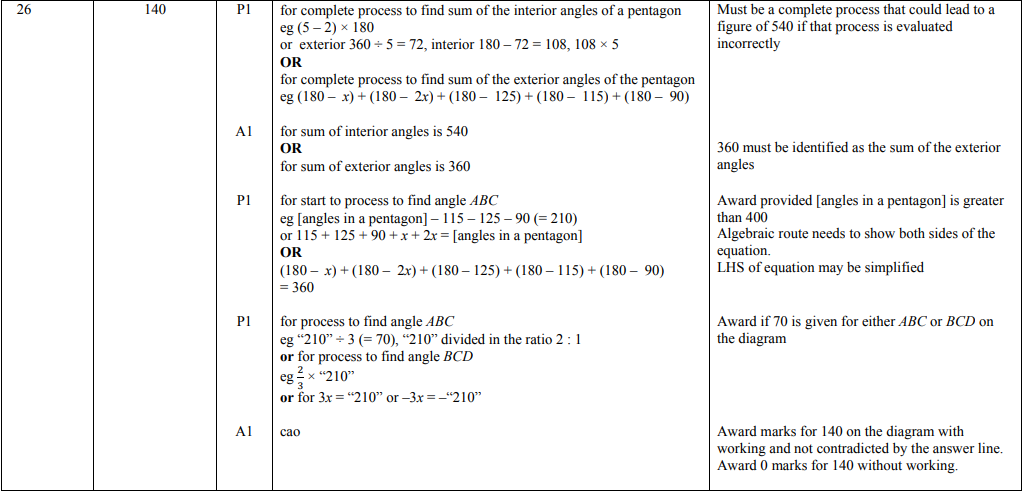 26 140 P1 for complete process to find sum of the interior angles of a pentagon
eg (5 – 2) × 180
or exterior 360 ÷ 5 = 72, interior 180 – 72 = 108, 108 × 5
OR
for complete process to find sum of the exterior angles of the pentagon
eg (180 – x) + (180 – 2x) + (180 – 125) + (180 – 115) + (180 – 90)
Must be a complete process that could lead to a
figure of 540 if that process is evaluated
incorrectly
A1 for sum of interior angles is 540
OR
for sum of exterior angles is 360
360 must be identified as the sum of the exterior
angles
P1 for start to process to find angle ABC
eg [angles in a pentagon] – 115 – 125 – 90 (= 210)
or 115 + 125 + 90 + x + 2x = [angles in a pentagon]
OR
(180 – x) + (180 – 2x) + (180 – 125) + (180 – 115) + (180 – 90)
= 360
Award provided [angles in a pentagon] is greater
than 400
Algebraic route needs to show both sides of the
equation.
LHS of equation may be simplified
P1 for process to find angle ABC
eg “210” ÷ 3 (= 70), “210” divided in the ratio 2 : 1
or for process to find angle BCD
eg 2/3 × “210”
or for 3x = “210” or –3x = –“210”
Award if 70 is given for either ABC or BCD on
the diagram
A1 cao
Award marks for 140 on the diagram with
working and not contradicted by the answer line.
Award 0 marks for 140 without working.